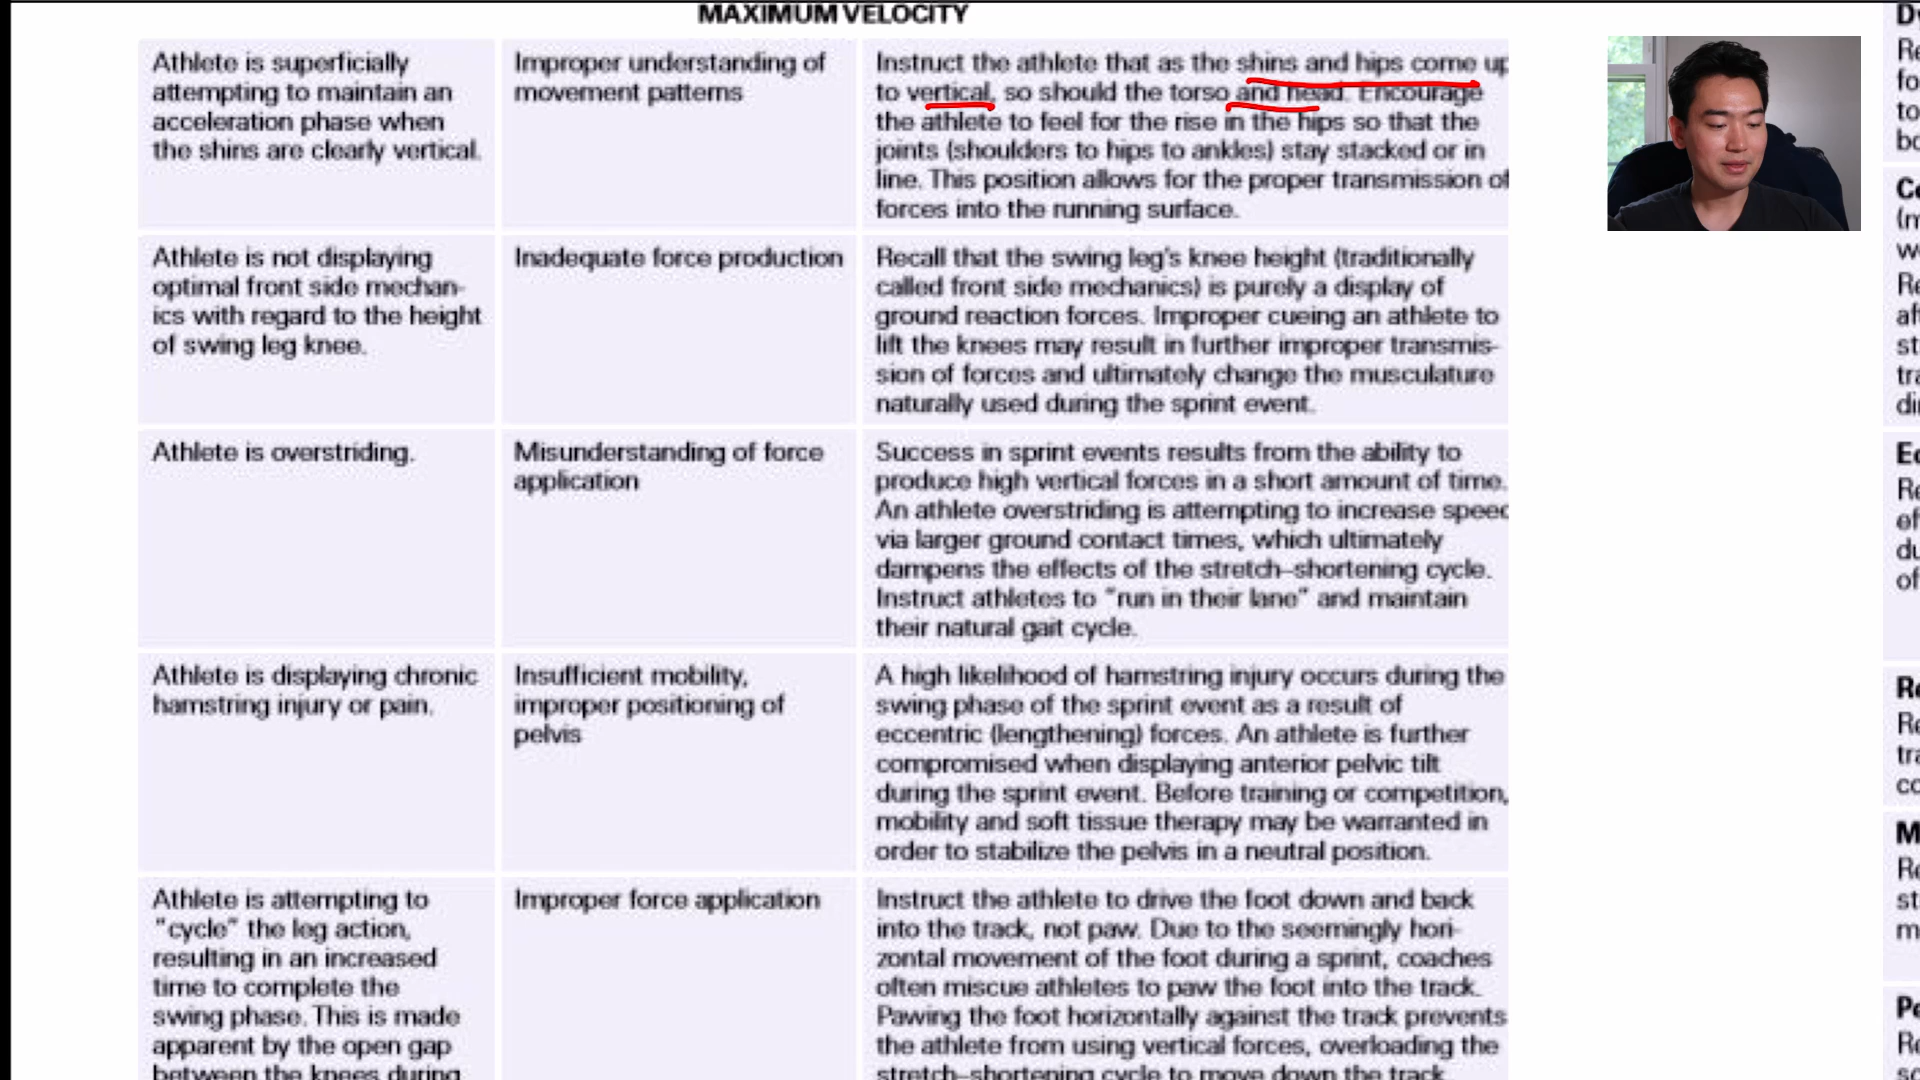 MAXIMUM VELOCITY
Athlete is superficially
attempting to maintain an
acceleration phase when
the shins are clearly vertical.
Improper understanding of
movement patterns
Instruct the athlete that as the shins and hips come up
to vertical, so should the torso and head. Encourage
the athlete to feel for the rise in the hips so that the
joints (shoulders to hips to ankles) stay stacked or in
line. This position allows for the proper transmission of
forces into the running surface.
Athlete is not displaying
optimal front side mechan-
ics with regard to the height
of swing leg knee.
Inadequate force production
Recall that the swing leg's knee height (traditionally
called front side mechanics) is purely a display of
ground reaction forces. Improper cueing an athlete to
lift the knees may result in further improper transmis-
sion of forces and ultimately change the musculature
naturally used during the sprint event.
Athlete is overstriding.
Misunderstanding of force
application
Success in sprint events results from the ability to
produce high vertical forces in a short amount of time.
An athlete overstriding is attempting to increase speed
via larger ground contact times, which ultimately
dampens the effects of the stretch–shortening cycle.
Instruct athletes to "run in their lane" and maintain
their natural gait cycle.
Athlete is displaying chronic
hamstring injury or pain.
Insufficient mobility,
improper positioning of
pelvis
A high likelihood of hamstring injury occurs during the
swing phase of the sprint event as a result of
eccentric (lengthening) forces. An athlete is further
compromised when displaying anterior pelvic tilt
during the sprint event. Before training or competition,
mobility and soft tissue therapy may be warranted in
order to stabilize the pelvis in a neutral position.
Athlete is attempting to
"cycle" the leg action,
resulting in an increased
time to complete the
swing phase. This is made
apparent by the open gap
between the knees during
Improper force application
Instruct the athlete to drive the foot down and back
into the track, not paw. Due to the seemingly hori-
zontal movement of the foot during a sprint, coaches
often miscue athletes to paw the foot into the track.
Pawing the foot horizontally against the track prevents
the athlete from using vertical forces, overloading the
stretch–shortening cycle to move down the track.